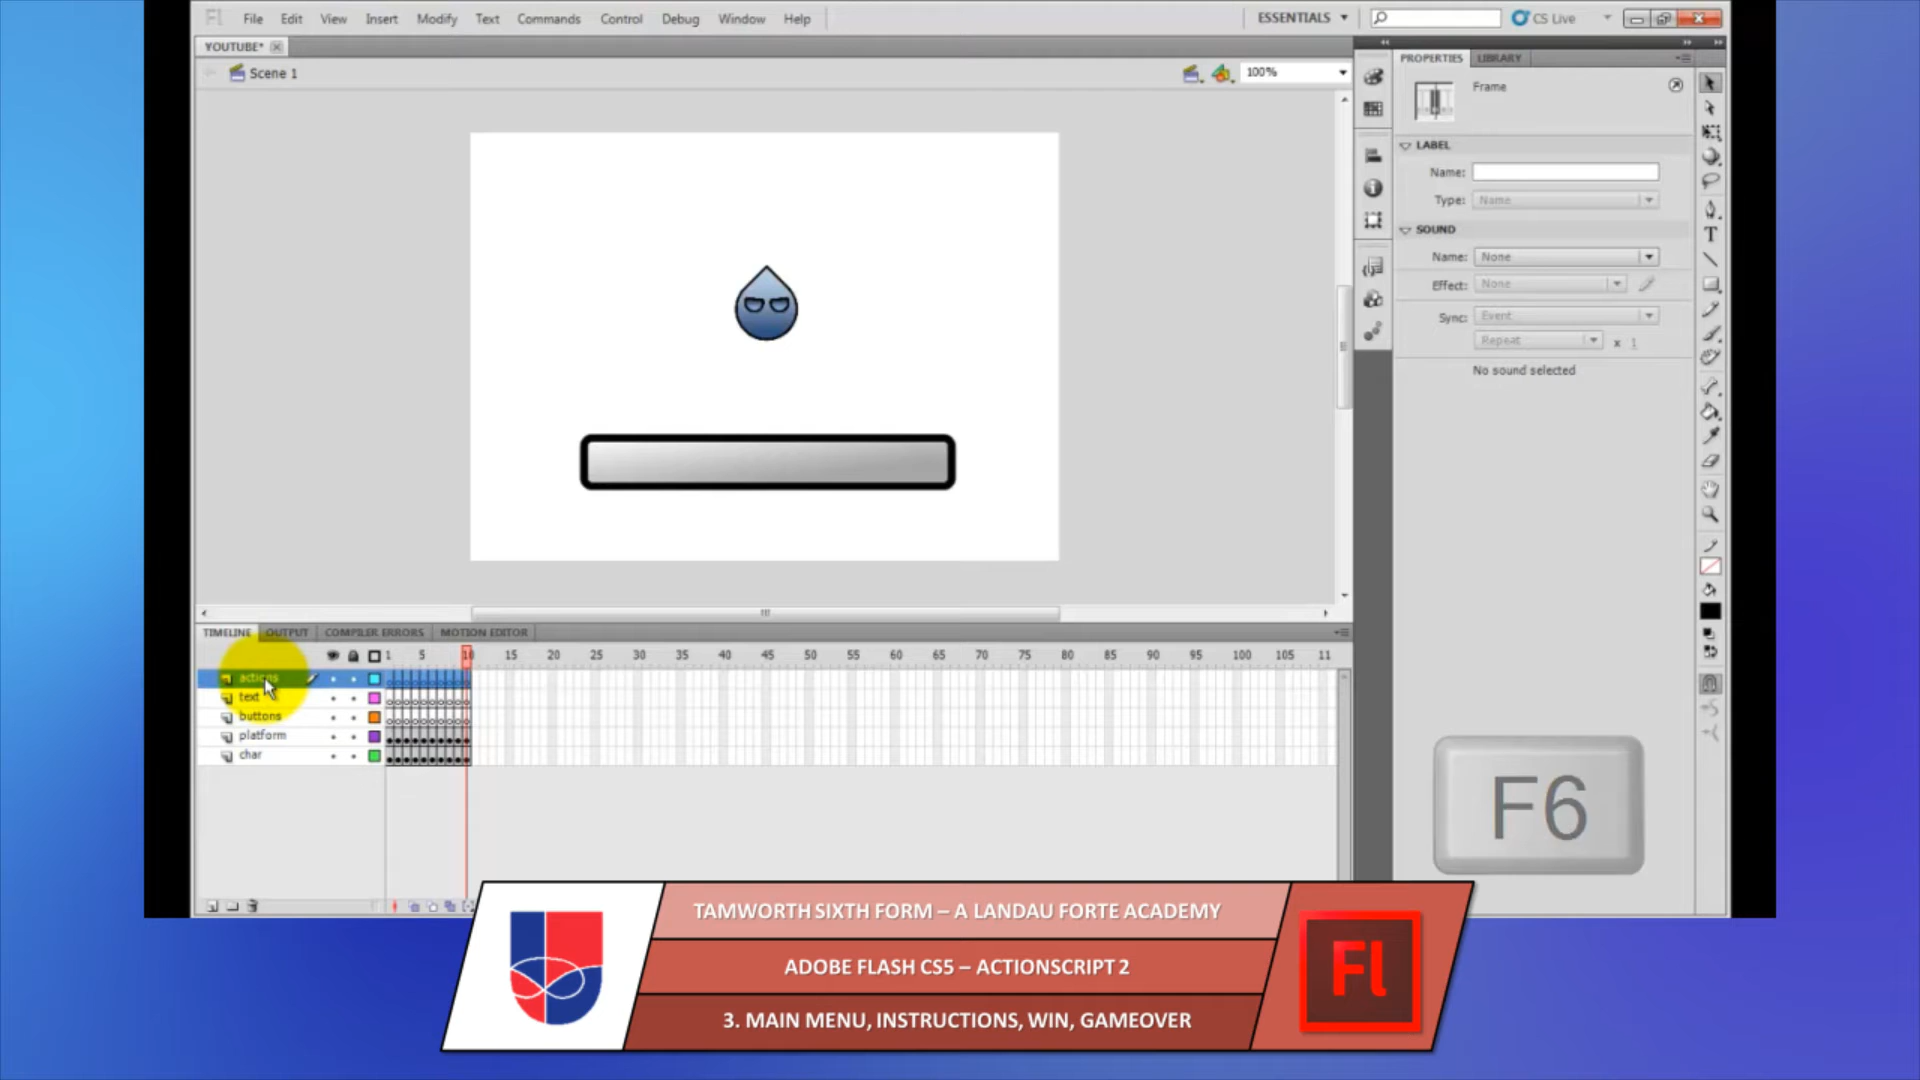 Fl File Edit View Insert Modify Text Commands Control Debug Window Help ESSENTIALS CS Live
YOUTUBE*
Scene 1 100%
PROPERTIES LIBRARY
Frame
LABEL
Name:
Type: Name
SOUND
Name: None
Effect: None
Sync: Event
Repeat x 1
No sound selected
TIMELINE OUTPUT COMPILER ERRORS MOTION EDITOR
1 5 10 15 20 25 30 35 40 45 50 55 60 65 70 75 80 85 90 95 100 105 11
actions
text
buttons
platform
char
F6
TAMWORTH SIXTH FORM – A LANDAU FORTE ACADEMY
ADOBE FLASH CS5 – ACTIONSCRIPT 2
3. MAIN MENU, INSTRUCTIONS, WIN, GAMEOVER
Fl